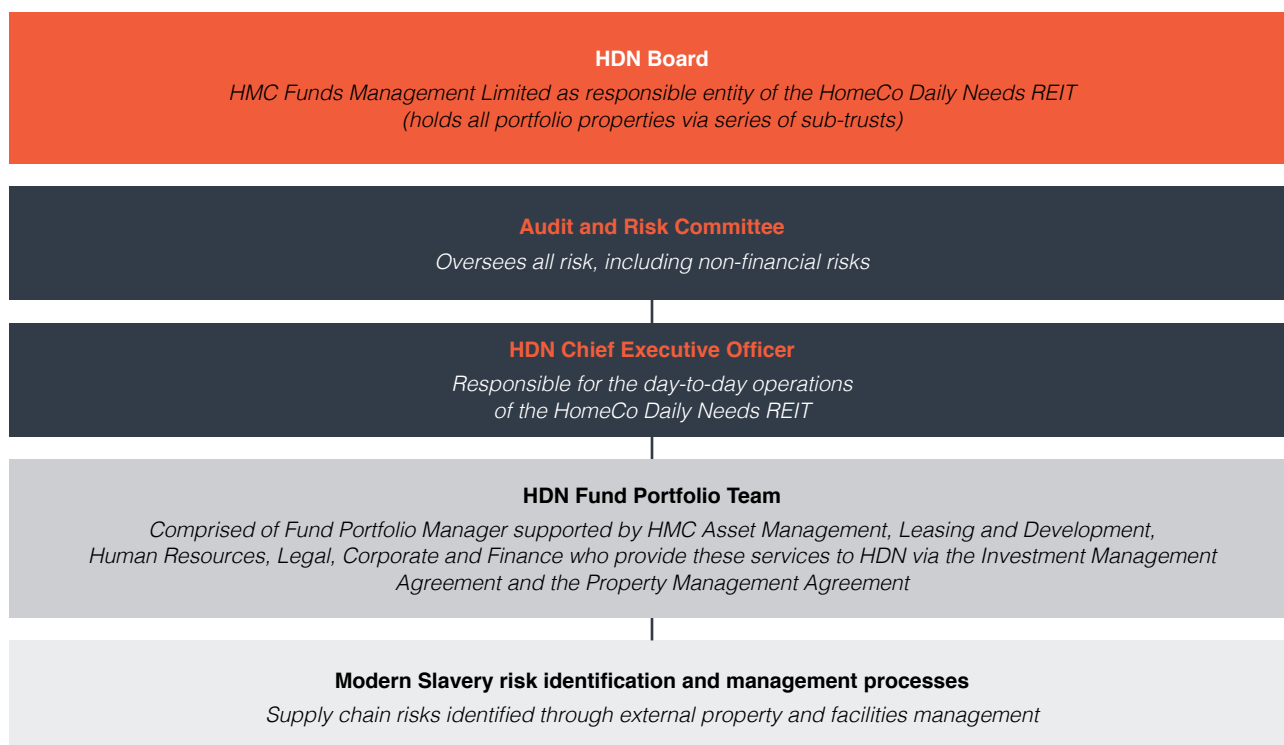 HDN Board
HMC Funds Management Limited as responsible entity of the HomeCo Daily Needs REIT
(holds all portfolio properties via series of sub-trusts)
Audit and Risk Committee
Oversees all risk, including non-financial risks
HDN Chief Executive Officer
Responsible for the day-to-day operations
of the HomeCo Daily Needs REIT
HDN Fund Portfolio Team
Comprised of Fund Portfolio Manager supported by HMC Asset Management, Leasing and Development,
Human Resources, Legal, Corporate and Finance who provide these services to HDN via the Investment Management
Agreement and the Property Management Agreement
Modern Slavery risk identification and management processes
Supply chain risks identified through external property and facilities management